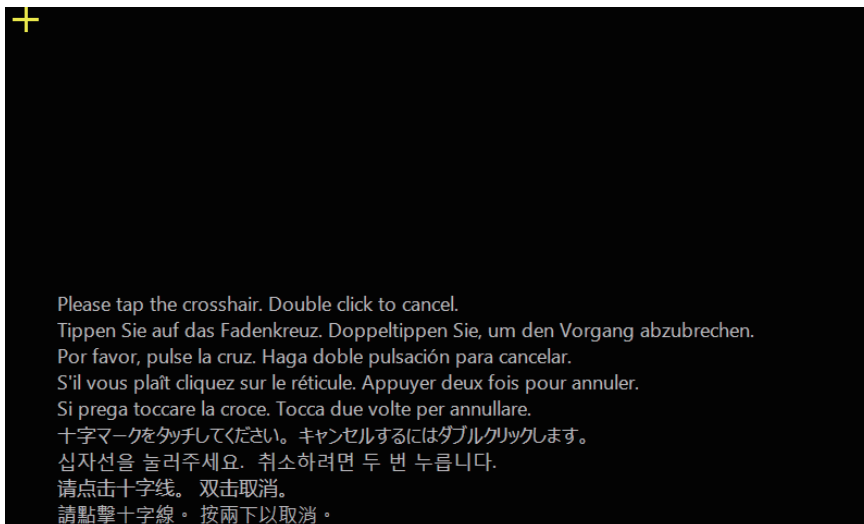 Please tap the crosshair. Double click to cancel.
Tippen Sie auf das Fadenkreuz. Doppeltippen Sie, um den Vorgang abzubrechen.
Por favor, pulse la cruz. Haga doble pulsación para cancelar.
S'il vous plaît cliquez sur le réticule. Appuyer deux fois pour annuler.
Si prega toccare la croce. Tocca due volte per annullare.
十字マークをタッチしてください。キャンセルするにはダブルクリックします。
십자선을 눌러주세요. 취소하려면 두 번 누릅니다.
请点击十字线。 双击取消。
請點擊十字線。 按兩下以取消。